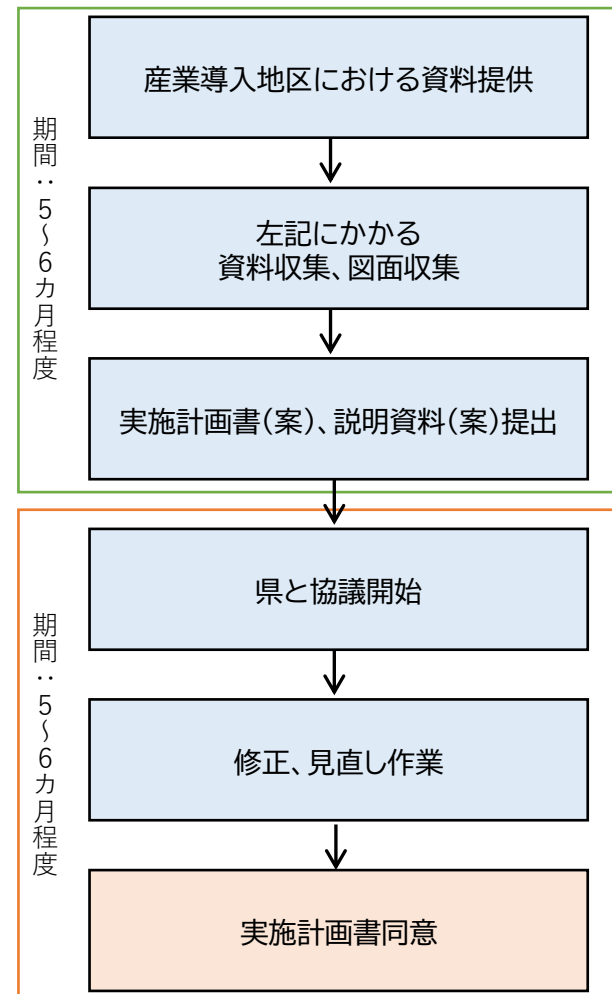 期間：５～６カ月程度
産業導入地区における資料提供
左記にかかる
資料収集、図面収集
実施計画書（案）、説明資料（案）提出
期間：５～６カ月程度
県と協議開始
修正、見直し作業
実施計画書同意